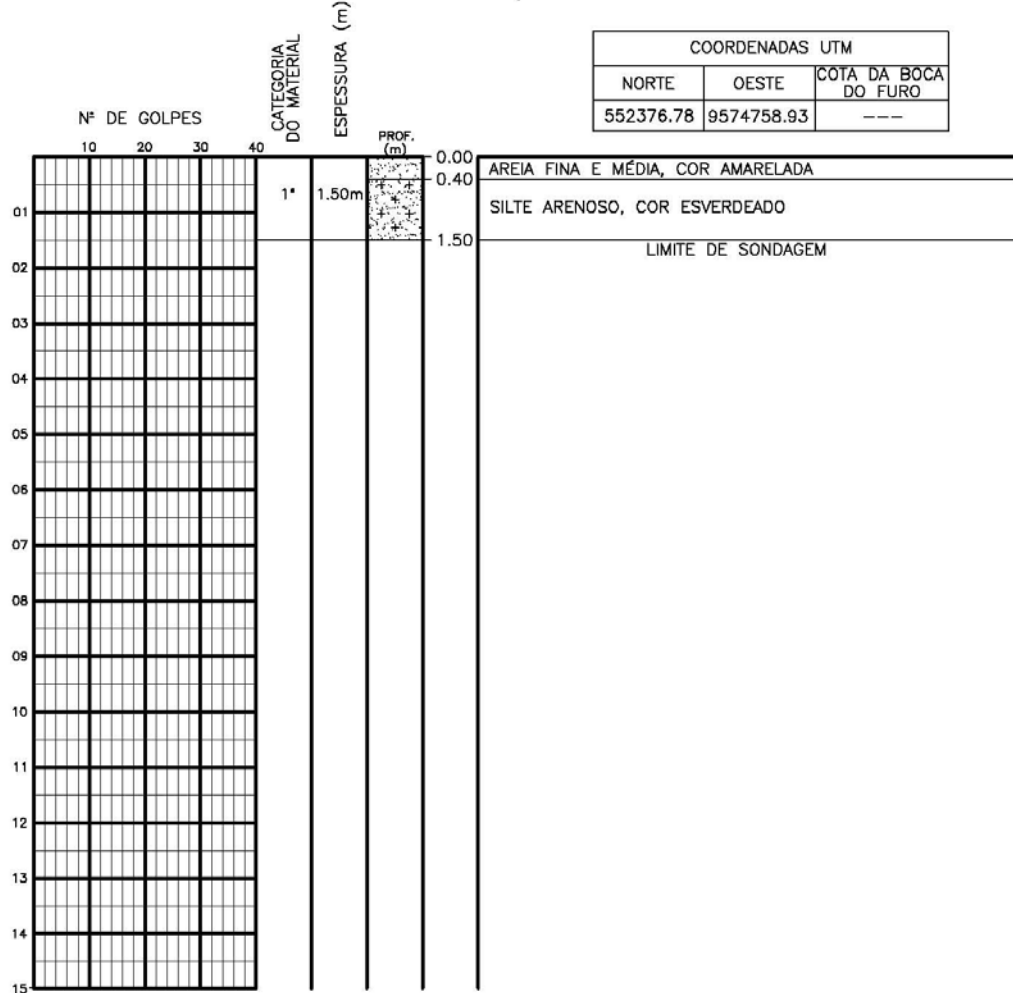 COORDENADAS UTM
NORTE OESTE COTA DA BOCA DO FURO
552376.78 9574758.93 ---
Nº DE GOLPES
CATEGORIA DO MATERIAL
ESPESSURA (m)
PROF. (m)
10 20 30 40
0.00
AREIA FINA E MÉDIA, COR AMARELADA
0.40
1ª 1.50m
SILTE ARENOSO, COR ESVERDEADO
01
1.50
LIMITE DE SONDAGEM
02
03
04
05
06
07
08
09
10
11
12
13
14
15